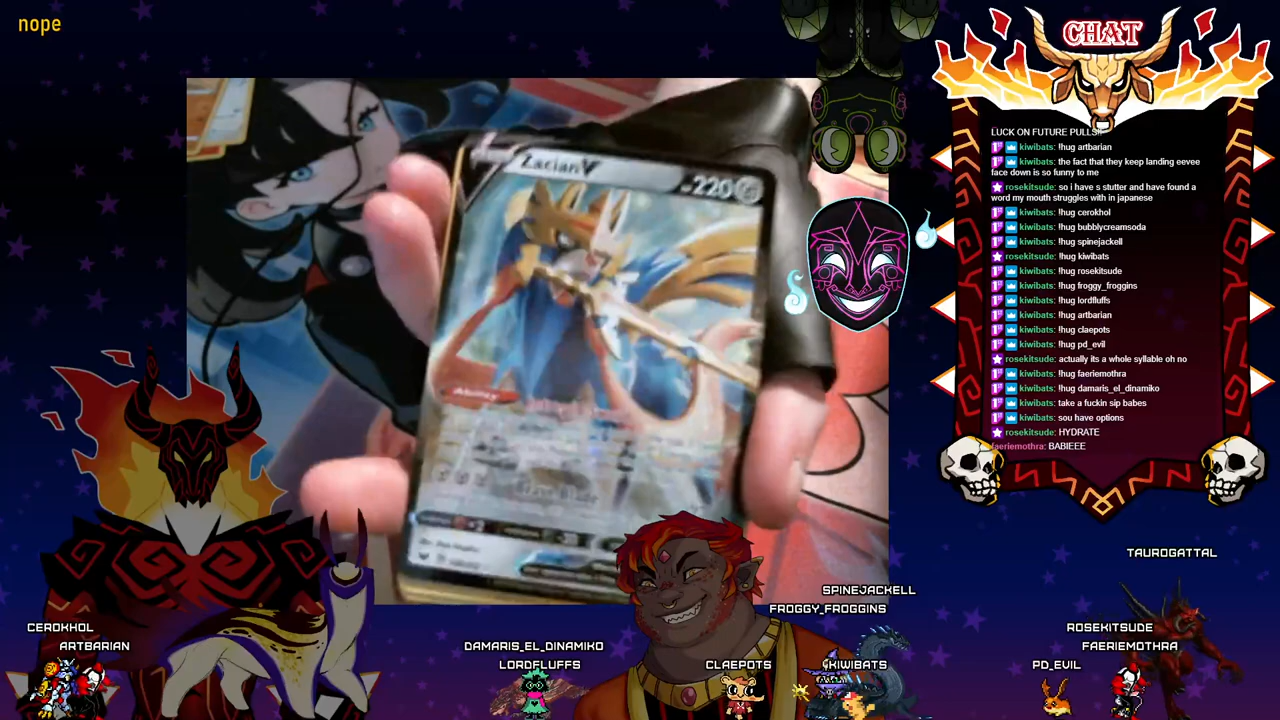 nope
CHAT
LUCK ON FUTURE PULLS!!
kiwibats: !hug artbarian
kiwibats: the fact that they keep landing eevee
face down is so funny to me
rosekitsude: so i have s stutter and have found a
word my mouth struggles with in japanese
kiwibats: !hug cerokhol
kiwibats: !hug bubblycreamsoda
kiwibats: !hug spinejackell
rosekitsude: !hug kiwibats
kiwibats: !hug rosekitsude
kiwibats: !hug froggy_froggins
kiwibats: !hug lordfluffs
kiwibats: !hug artbarian
kiwibats: !hug claepots
kiwibats: !hug pd_evil
rosekitsude: actually its a whole syllable oh no
kiwibats: !hug faeriemothra
kiwibats: !hug damaris_el_dinamiko
kiwibats: take a fuckin sip babes
kiwibats: sou have options
rosekitsude: HYDRATE
faeriemothra: BABIEEE
Zacian V
220
Ability
Brave Blade
TAUROGATTAL
SPINEJACKELL
FROGGY_FROGGINS
CEROKHOL
ARTBARIAN
DAMARIS_EL_DINAMIKO
LORDFLUFFS
CLAEPOTS
KIWIBATS
ROSEKITSUDE
FAERIEMOTHRA
PD_EVIL